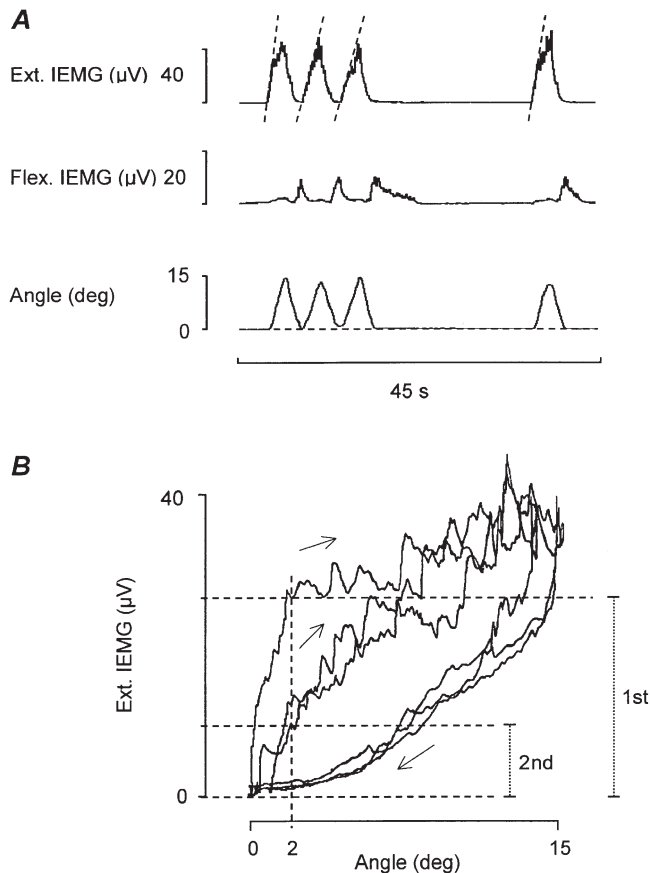 A
Ext. IEMG (µV) 40
Flex. IEMG (µV) 20
15
Angle (deg)
0
45 s
B
40
Ext. IEMG (µV)
1st
2nd
0
0 2 15
Angle (deg)